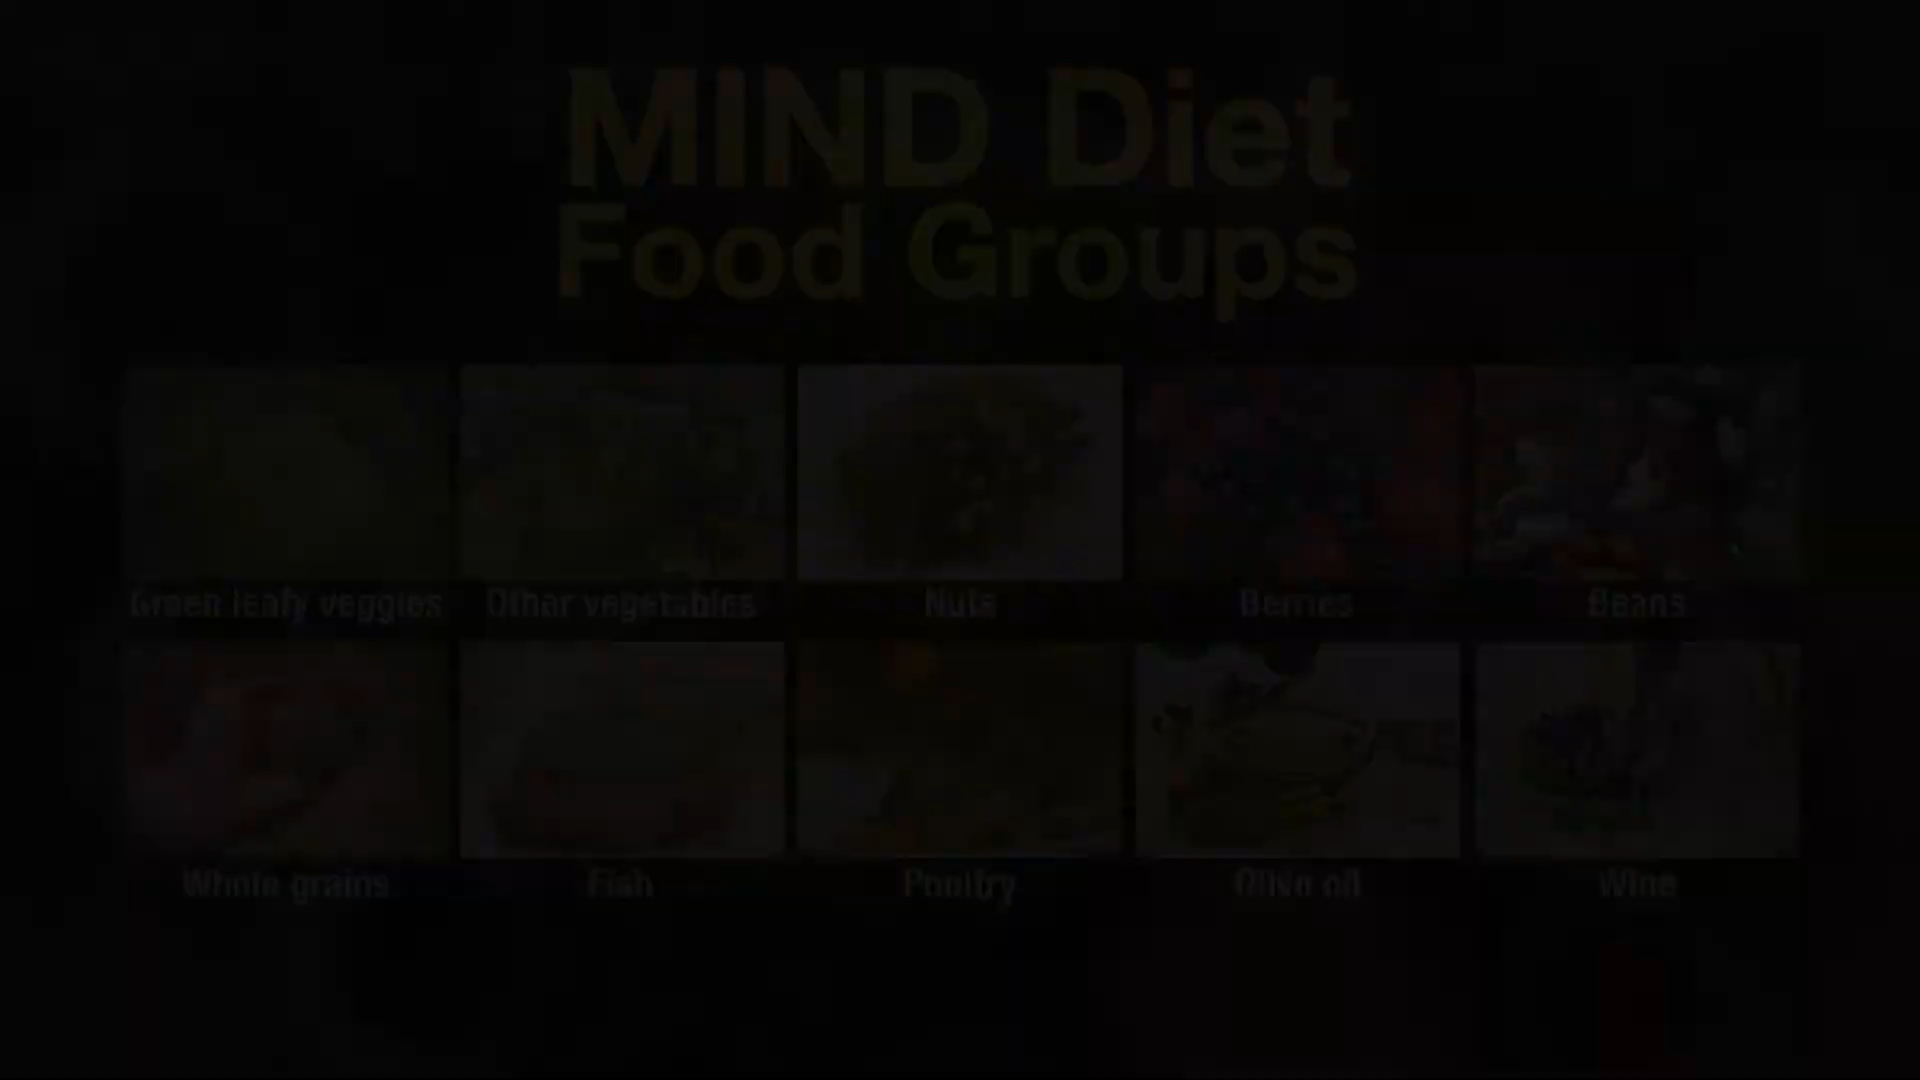 MIND Diet
Food Groups
Green leafy veggies
Other vegetables
Nuts
Berries
Beans
Whole grains
Fish
Poultry
Olive oil
Wine